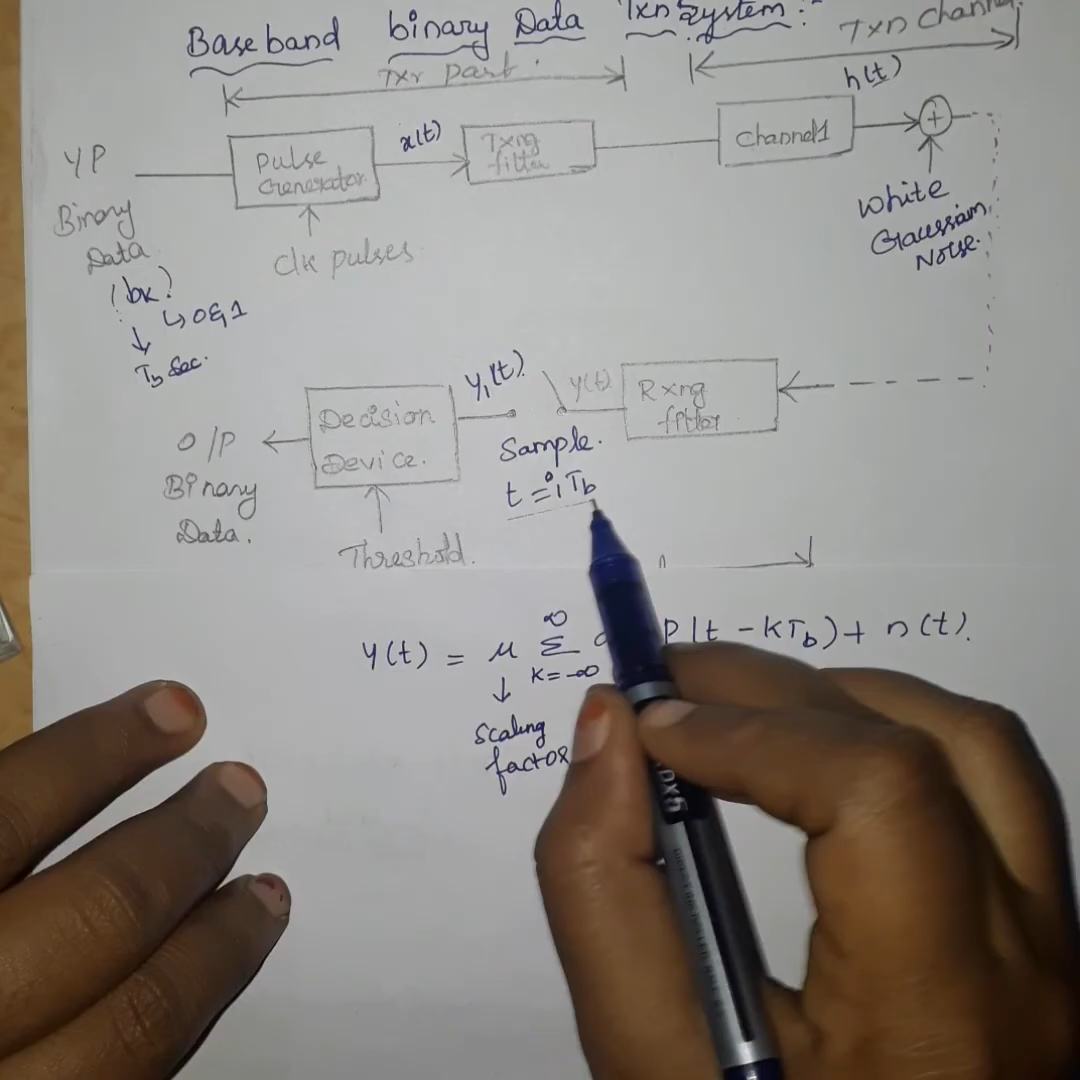 Baseband binary Data Txn System :-
Txr part.
Txn Channel
h(t)
YP
Binary
Data
{bk}
↳ 0 & 1
↓
Tb Sec.
Pulse
Generator
x(t)
Txng
filter
Channel
+
clk pulses
White
Gaussian
Noise.
O/P
Binary
Data.
Decision
Device.
y1(t)
y(t)
Rxng
filter
Sample.
t = iTb
Threshold.
y(t) = μ Σ P(t - kTb) + n(t).
∞
k=-∞
↓
Scaling
factor
DX5